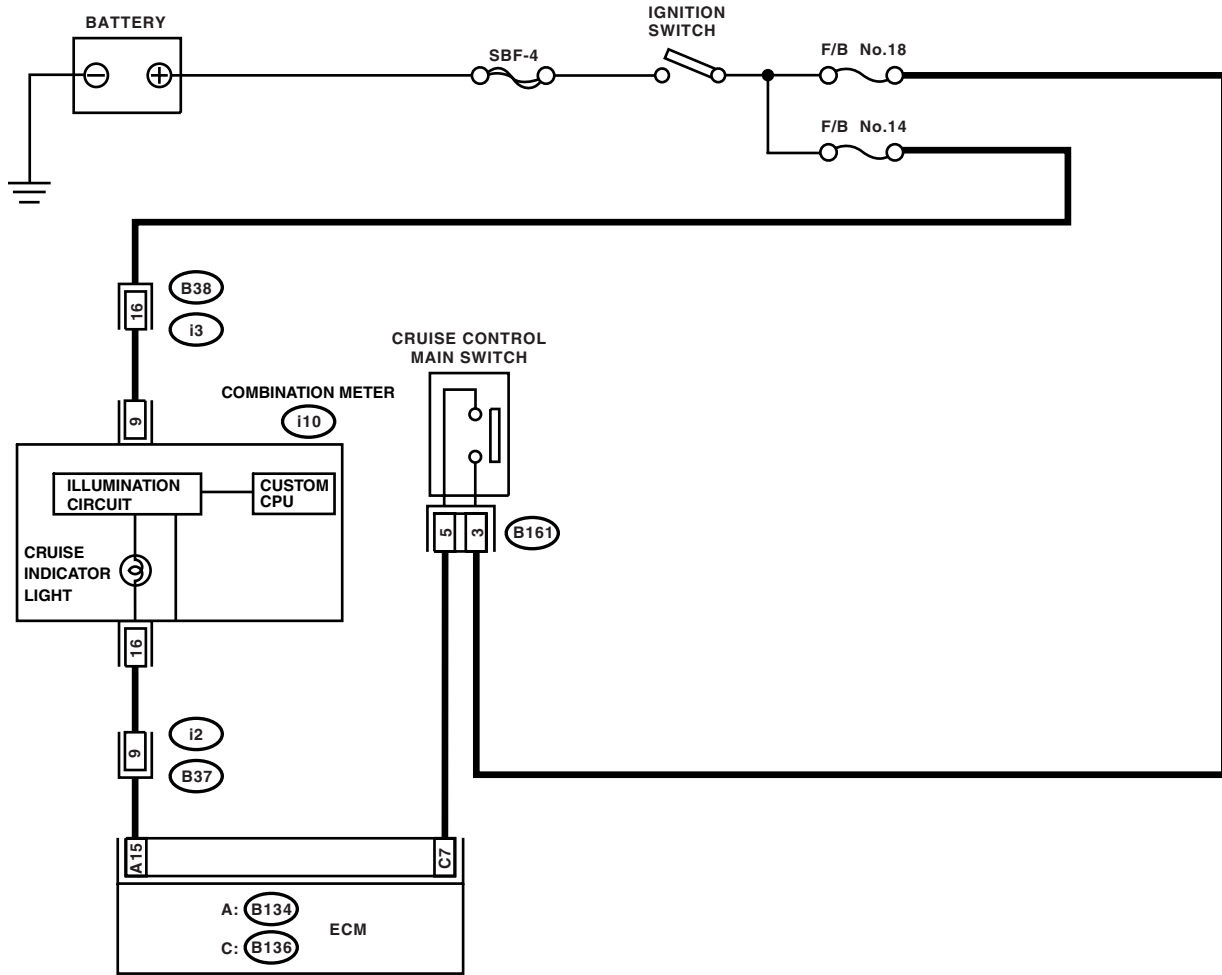 BATTERY
IGNITION
SWITCH
SBF-4
F/B No.18
F/B No.14
16
B38
i3
CRUISE CONTROL
MAIN SWITCH
COMBINATION METER
i10
9
ILLUMINATION
CIRCUIT
CUSTOM
CPU
CRUISE
INDICATOR
LIGHT
5
3
B161
16
i2
9
B37
A15
C7
A: B134
ECM
C: B136